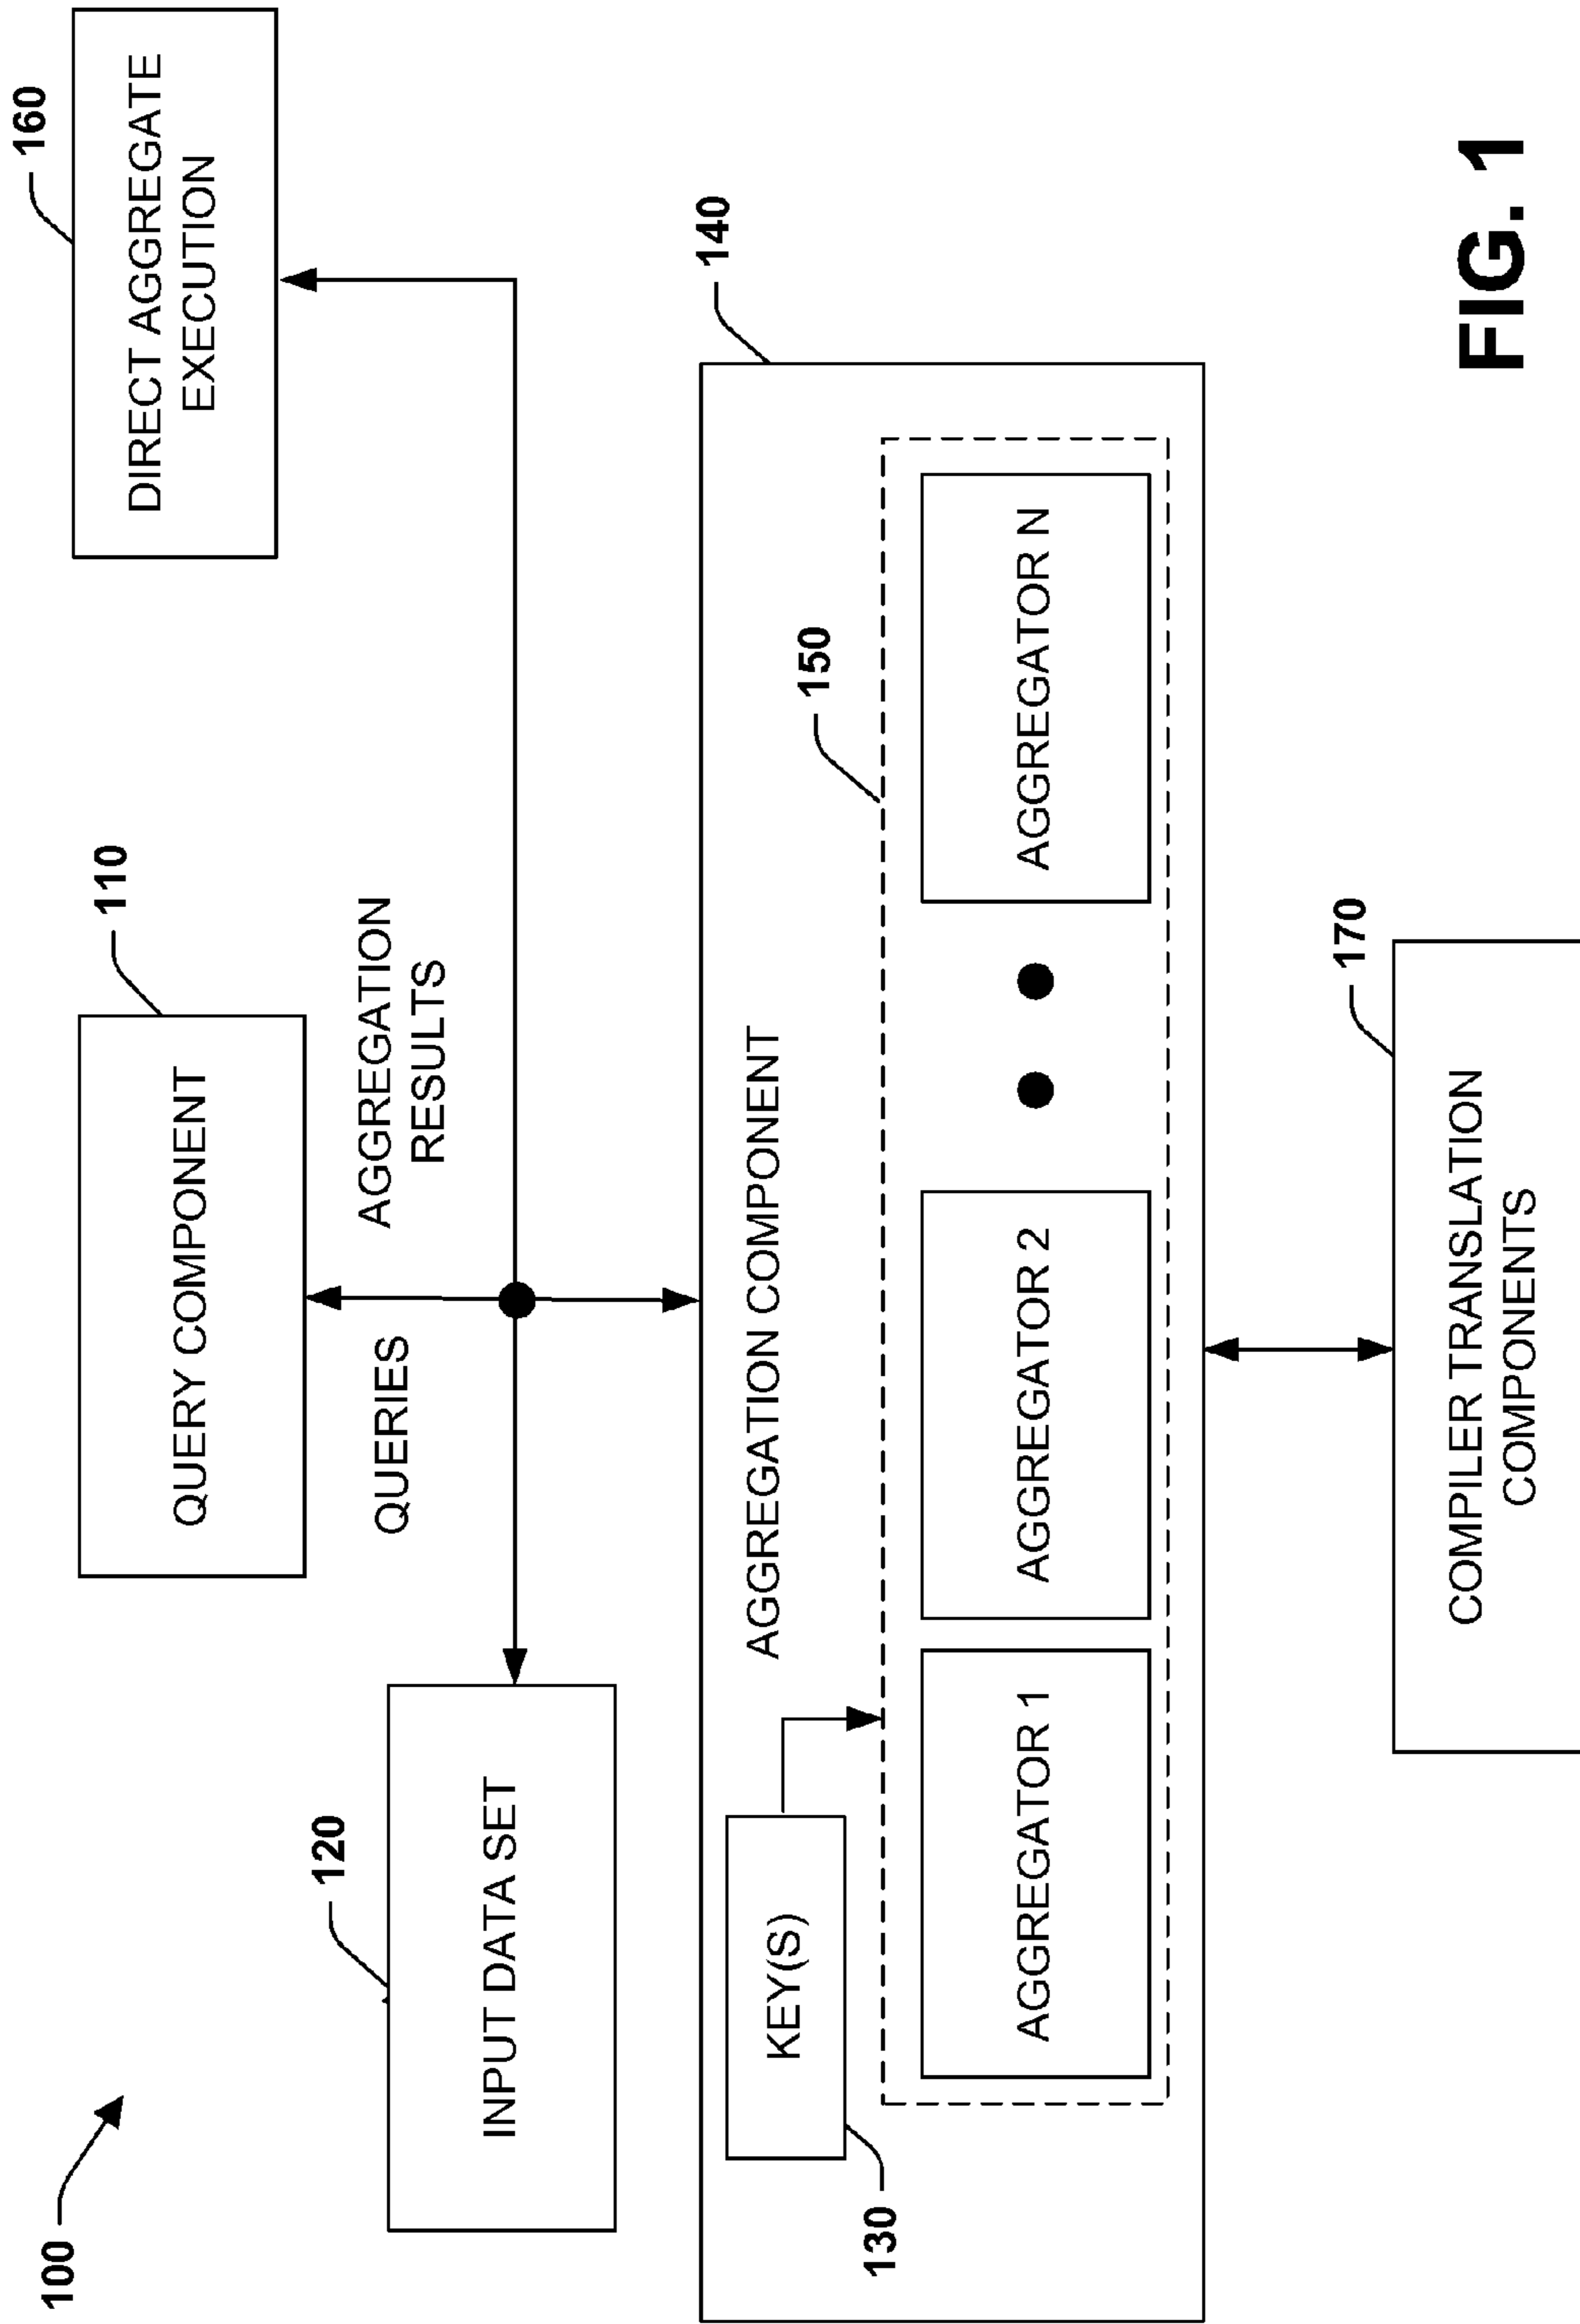 100
110
QUERY COMPONENT
160
DIRECT AGGREGATE
EXECUTION
QUERIES
AGGREGATION
RESULTS
120
INPUT DATA SET
140
AGGREGATION COMPONENT
130
KEY(S)
150
AGGREGATOR 1
AGGREGATOR 2
AGGREGATOR N
170
COMPILER TRANSLATION
COMPONENTS
FIG. 1